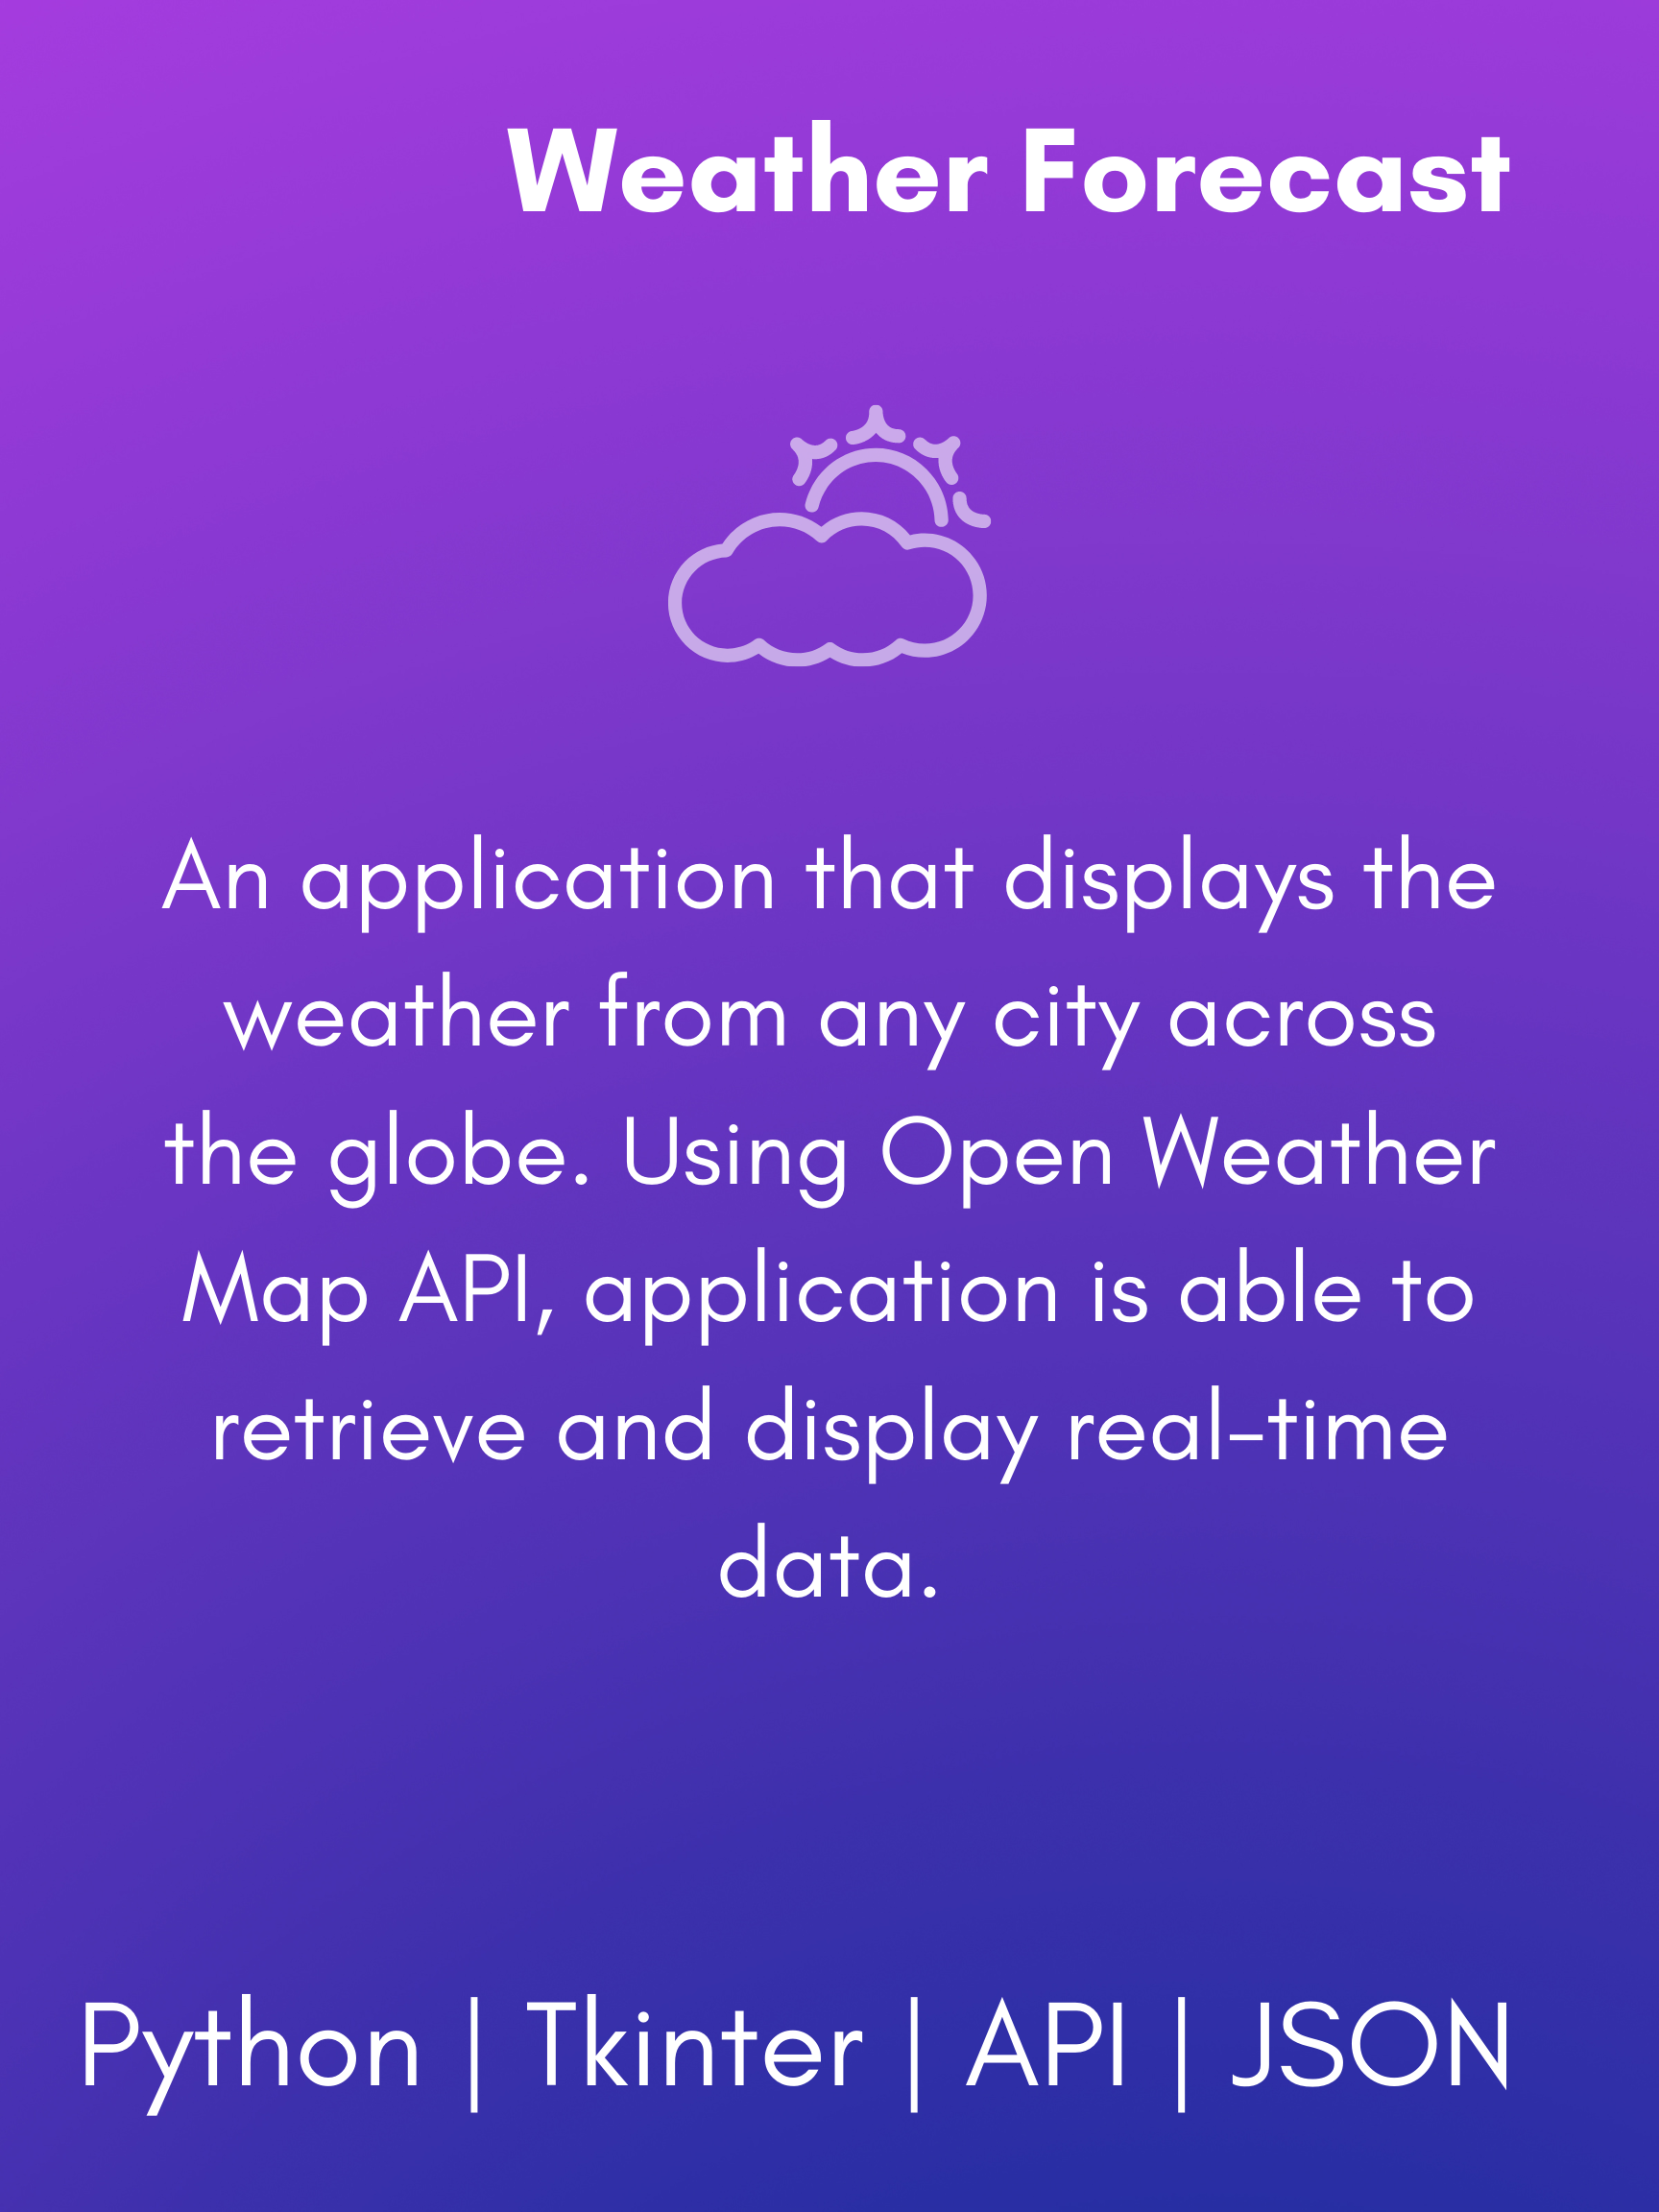 Weather Forecast
An application that displays the
weather from any city across
the globe. Using Open Weather
Map API, application is able to
retrieve and display real-time
data.
Python | Tkinter | API | JSON